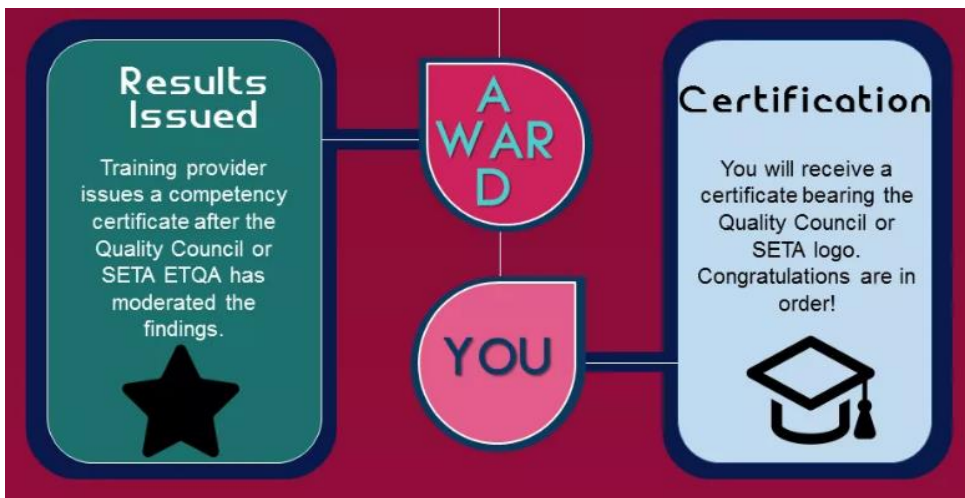 Results
Issued
Training provider
issues a competency
certificate after the
Quality Council or
SETA ETQA has
moderated the
findings.
A
WAR
D
YOU
Certification
You will receive a
certificate bearing the
Quality Council or
SETA logo.
Congratulations are in
order!